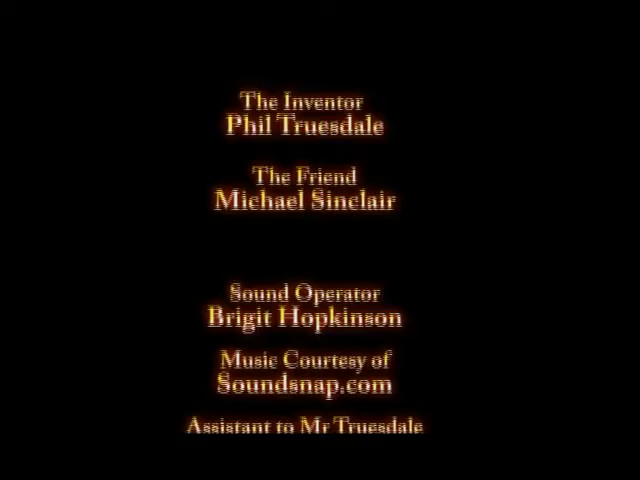 The Inventor
Phil Truesdale
The Friend
Michael Sinclair
Sound Operator
Brigit Hopkinson
Music Courtesy of
Soundsnap.com
Assistant to Mr Truesdale